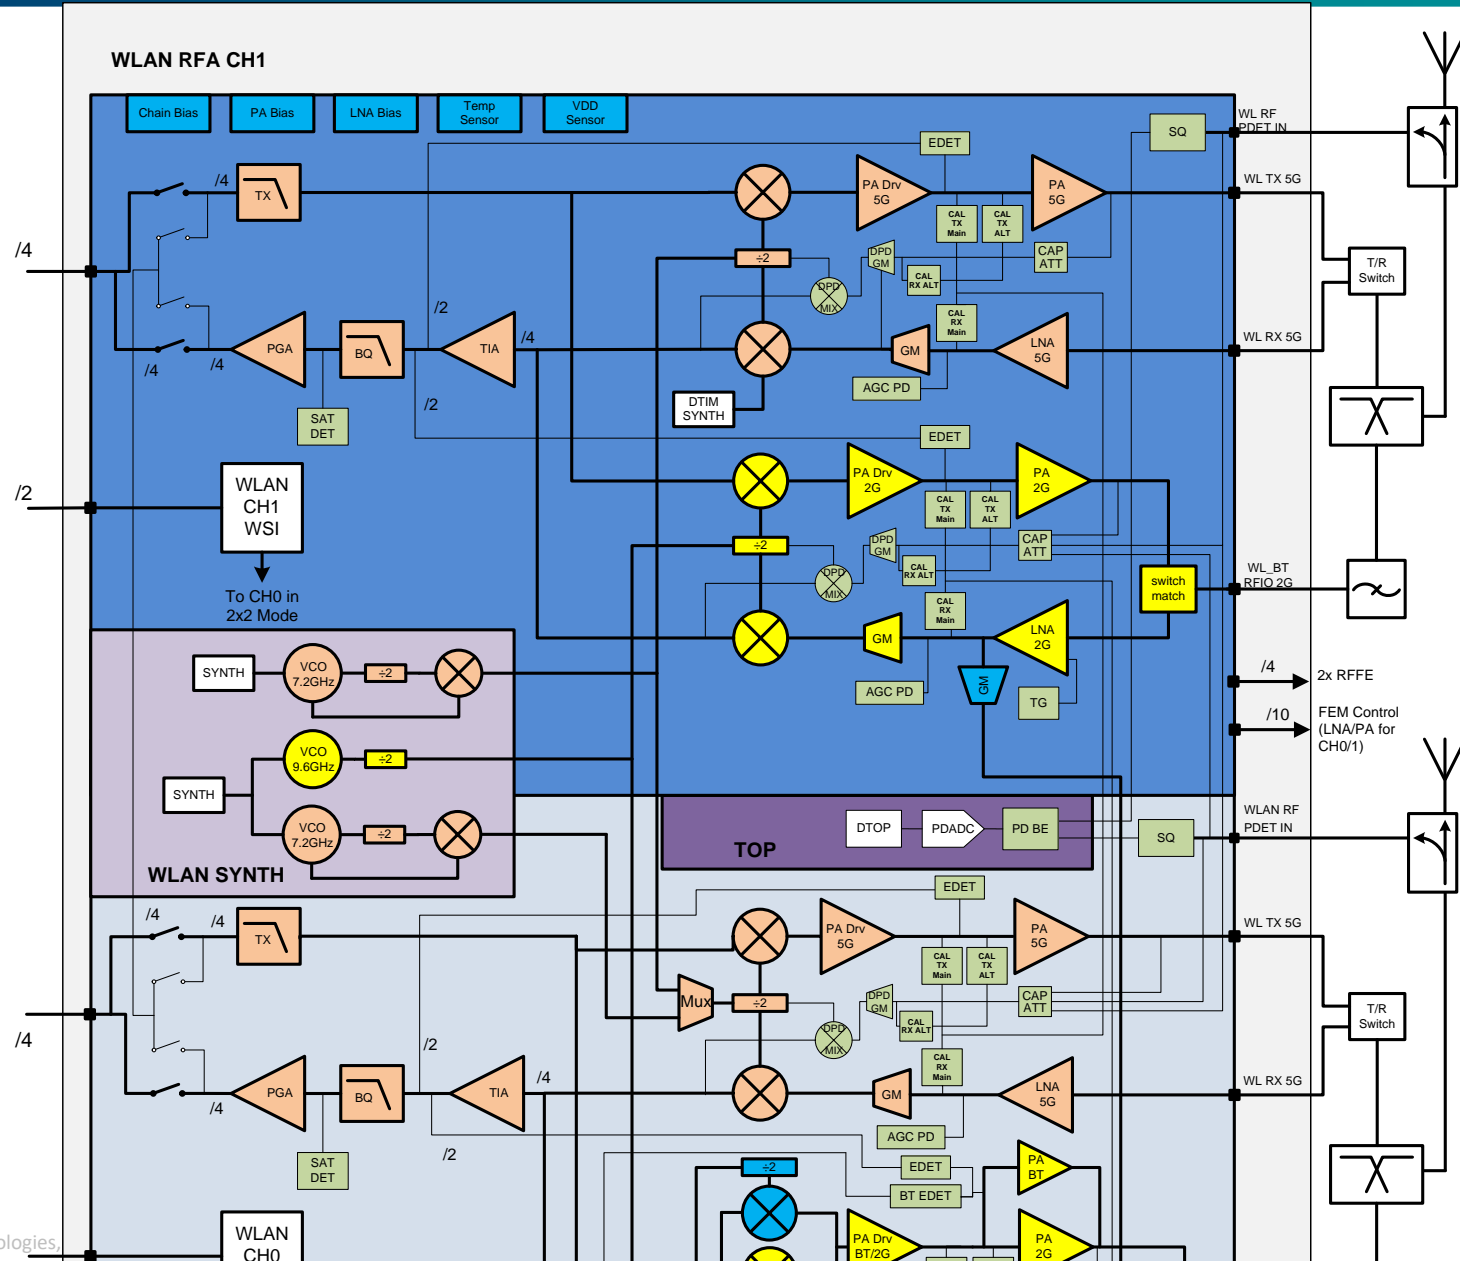 WLAN RFA CH1
Chain Bias
PA Bias
LNA Bias
Temp
Sensor
VDD
Sensor
WL RF
PDET IN
SQ
EDET
/4
TX
PA Drv
5G
PA
5G
WL TX 5G
CAL
TX
Main
CAL
TX
ALT
/4
÷2
DPD
GM
CAP
ATT
CAL
RX ALT
DPD
MIX
T/R
Switch
/2
CAL
RX
Main
/4
PGA
BQ
TIA
GM
LNA
5G
WL RX 5G
/4
/4
AGC PD
/2
DTIM
SYNTH
SAT
DET
EDET
WLAN
CH1
WSI
/2
PA Drv
2G
PA
2G
CAL
TX
Main
CAL
TX
ALT
÷2
DPD
GM
CAP
ATT
CAL
RX ALT
DPD
MIX
WL_BT
RFIO 2G
switch
match
To CH0 in
2x2 Mode
CAL
RX
Main
GM
LNA
2G
GM
AGC PD
TG
/4
2x RFFE
/10
FEM Control
(LNA/PA for
CH0/1)
SYNTH
VCO
7.2GHz
÷2
VCO
9.6GHz
÷2
SYNTH
VCO
7.2GHz
÷2
WLAN SYNTH
TOP
DTOP
PDADC
PD BE
SQ
WLAN RF
PDET IN
EDET
/4
/4
TX
PA Drv
5G
PA
5G
WL TX 5G
CAL
TX
Main
CAL
TX
ALT
Mux
÷2
DPD
GM
CAP
ATT
CAL
RX ALT
DPD
MIX
T/R
Switch
/4
/2
CAL
RX
Main
/4
PGA
BQ
TIA
GM
LNA
5G
WL RX 5G
/4
AGC PD
/2
SAT
DET
÷2
EDET
BT EDET
PA
BT
WLAN
CH0
PA Drv
BT/2G
PA
2G
ologies,